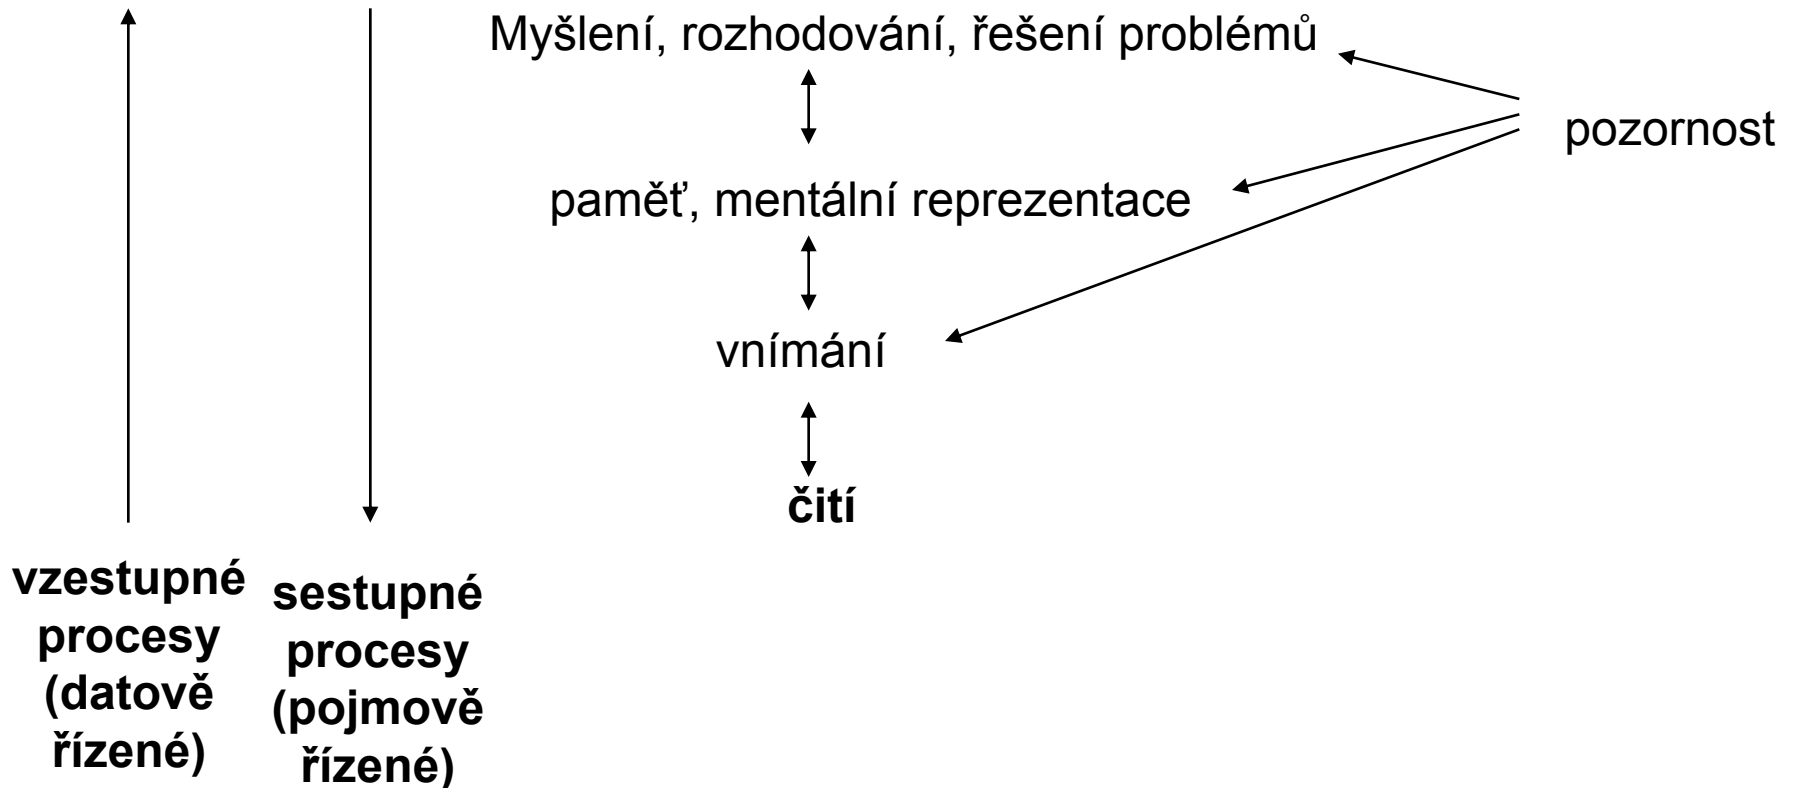 Myšlení, rozhodování, řešení problémů
pozornost
paměť, mentální reprezentace
vnímání
čití
vzestupné
procesy
(datově
řízené)
sestupné
procesy
(pojmově
řízené)